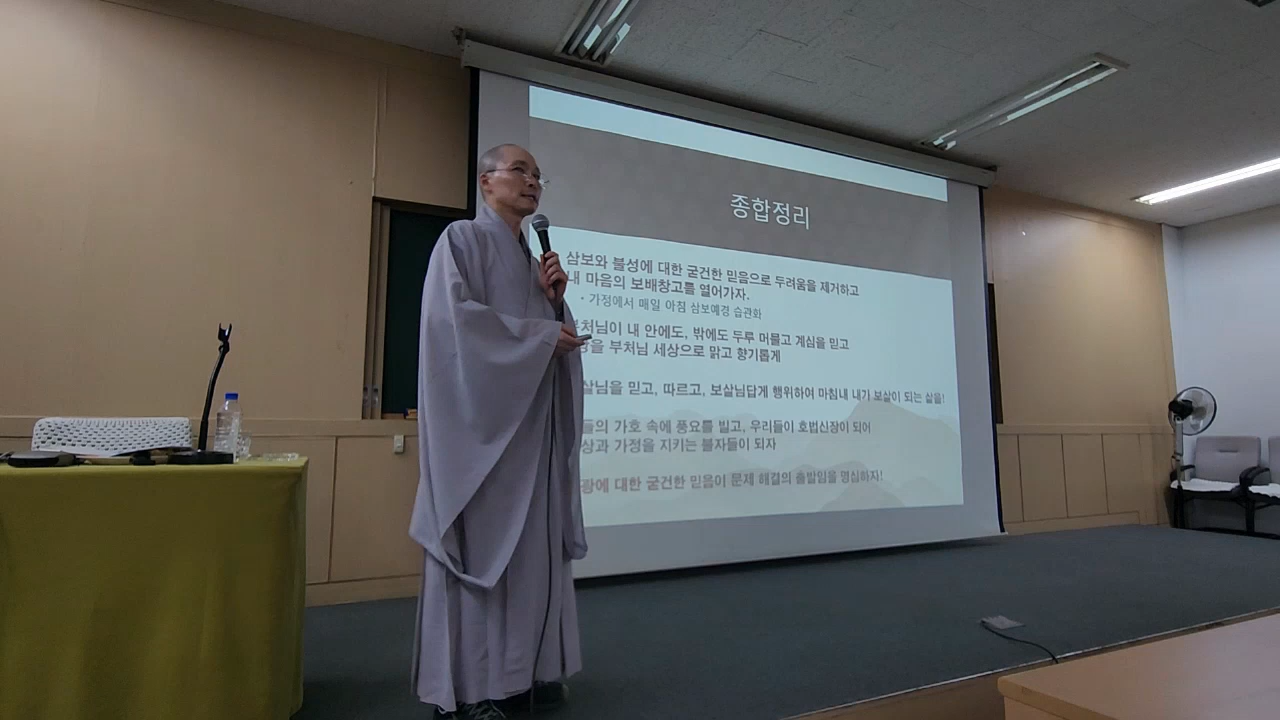 종합정리
삼보와 불성에 대한 굳건한 믿음으로 두려움을 제거하고
내 마음의 보배창고를 열어가자.
• 가정에서 매일 아침 삼보예경 습관화
부처님이 내 안에도, 밖에도 두루 머물고 계심을 믿고
부처님 세상으로 맑고 향기롭게
믿고, 따르고, 보살님답게 행위하여 마침내 내가 보살이 되는 삶을!
들의 가호 속에 풍요를 빌고, 우리들이 호법신장이 되어
가정을 지키는 불자들이 되자
대한 굳건한 믿음이 문제 해결의 출발임을 명심하자!